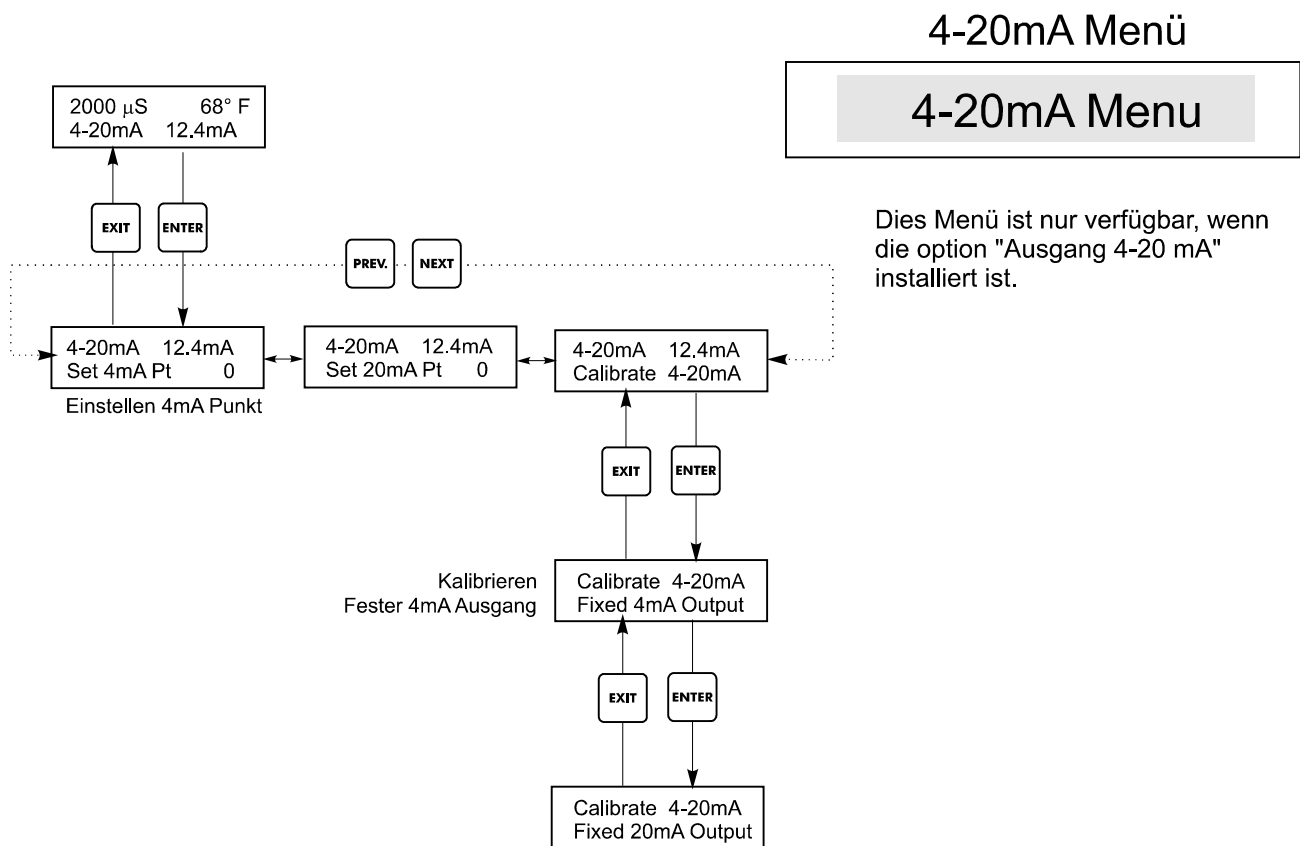 4-20mA Menü
4-20mA Menu
2000 µS 68° F
4-20mA 12.4mA
EXIT
ENTER
Dies Menü ist nur verfügbar, wenn
die option "Ausgang 4-20 mA"
installiert ist.
PREV.
NEXT
4-20mA 12.4mA
Set 4mA Pt 0
Einstellen 4mA Punkt
4-20mA 12.4mA
Set 20mA Pt 0
4-20mA 12.4mA
Calibrate 4-20mA
EXIT
ENTER
Kalibrieren
Fester 4mA Ausgang
Calibrate 4-20mA
Fixed 4mA Output
EXIT
ENTER
Calibrate 4-20mA
Fixed 20mA Output